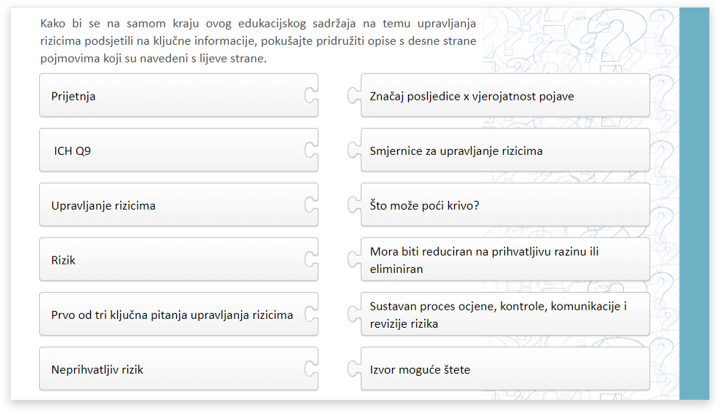 Kako bi se na samom kraju ovog edukacijskog sadržaja na temu upravljanja
rizicima podsjetili na ključne informacije, pokušajte pridružiti opise s desne strane
pojmovima koji su navedeni s lijeve strane.
Prijetnja
Značaj posljedice x vjerojatnost pojave
ICH Q9
Smjernice za upravljanje rizicima
Upravljanje rizicima
Što može poći krivo?
Rizik
Mora biti reduciran na prihvatljivu razinu ili
eliminiran
Prvo od tri ključna pitanja upravljanja rizicima
Sustavan proces ocjene, kontrole, komunikacije i
revizije rizika
Neprihvatljiv rizik
Izvor moguće štete